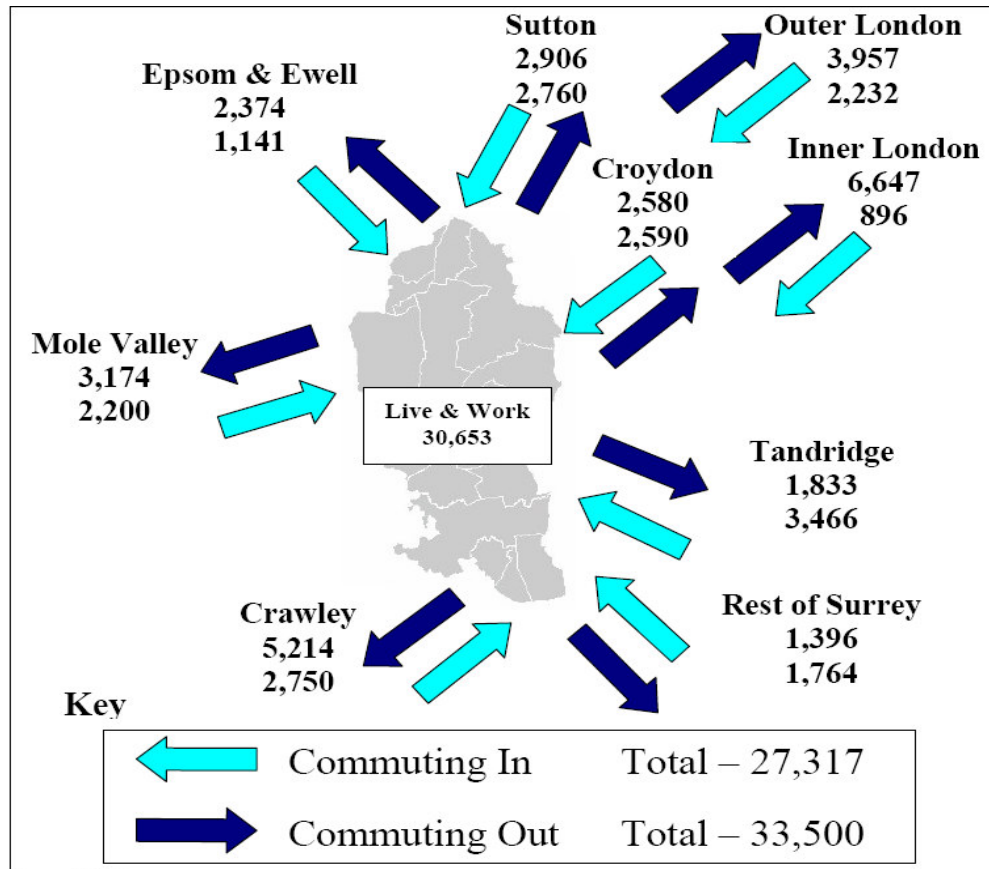 Sutton
2,906
2,760
Outer London
3,957
2,232
Epsom & Ewell
2,374
1,141
Croydon
2,580
2,590
Inner London
6,647
896
Mole Valley
3,174
2,200
Live & Work
30,653
Tandridge
1,833
3,466
Crawley
5,214
2,750
Rest of Surrey
1,396
1,764
Key
Commuting In Total – 27,317
Commuting Out Total – 33,500